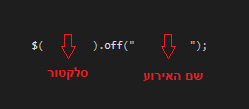 $(        ).off("        ");
סלקטור        שם האירוע